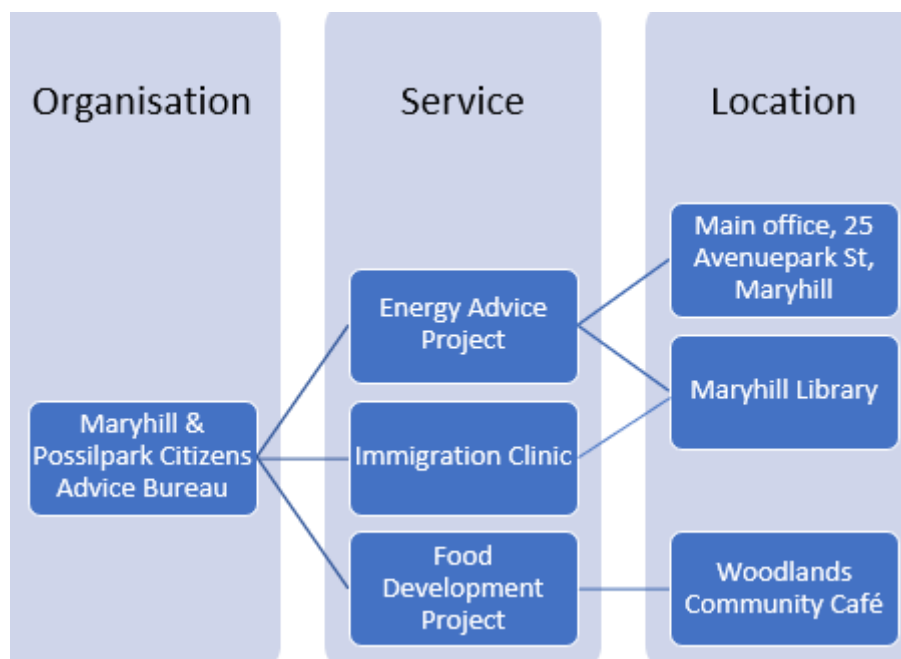 Organisation
Service
Location
Main office, 25
Avenuepark St,
Maryhill
Energy Advice
Project
Maryhill Library
Maryhill &
Possilpark Citizens
Advice Bureau
Immigration Clinic
Food
Development
Project
Woodlands
Community Café